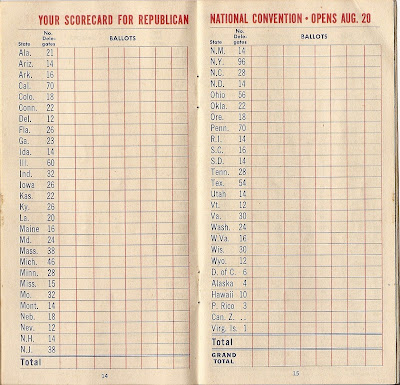 YOUR SCORECARD FOR REPUBLICAN NATIONAL CONVENTION • OPENS AUG. 20
State No. Dele- gates BALLOTS
Ala. 21
Ariz. 14
Ark. 16
Cal. 70
Colo. 18
Conn. 22
Del. 12
Fla. 26
Ga. 23
Ida. 14
Ill. 60
Ind. 32
Iowa 26
Kas. 22
Ky. 26
La. 20
Maine 16
Md. 24
Mass. 38
Mich. 46
Minn. 28
Miss. 15
Mo. 32
Mont. 14
Neb. 18
Nev. 12
N.H. 14
N.J. 38
Total
14
State No. Dele- gates BALLOTS
N.M. 14
N.Y. 96
N.C. 28
N.D. 14
Ohio 56
Okla. 22
Ore. 18
Penn. 70
R.I. 14
S.C. 16
S.D. 14
Tenn. 28
Tex. 54
Utah 14
Vt. 12
Va. 30
Wash. 24
W.Va. 16
Wis. 30
Wyo. 12
D. of C. 6
Alaska 4
Hawaii 10
P. Rico 3
Can. Z. ..
Virg. Is. 1
Total
GRAND TOTAL
15